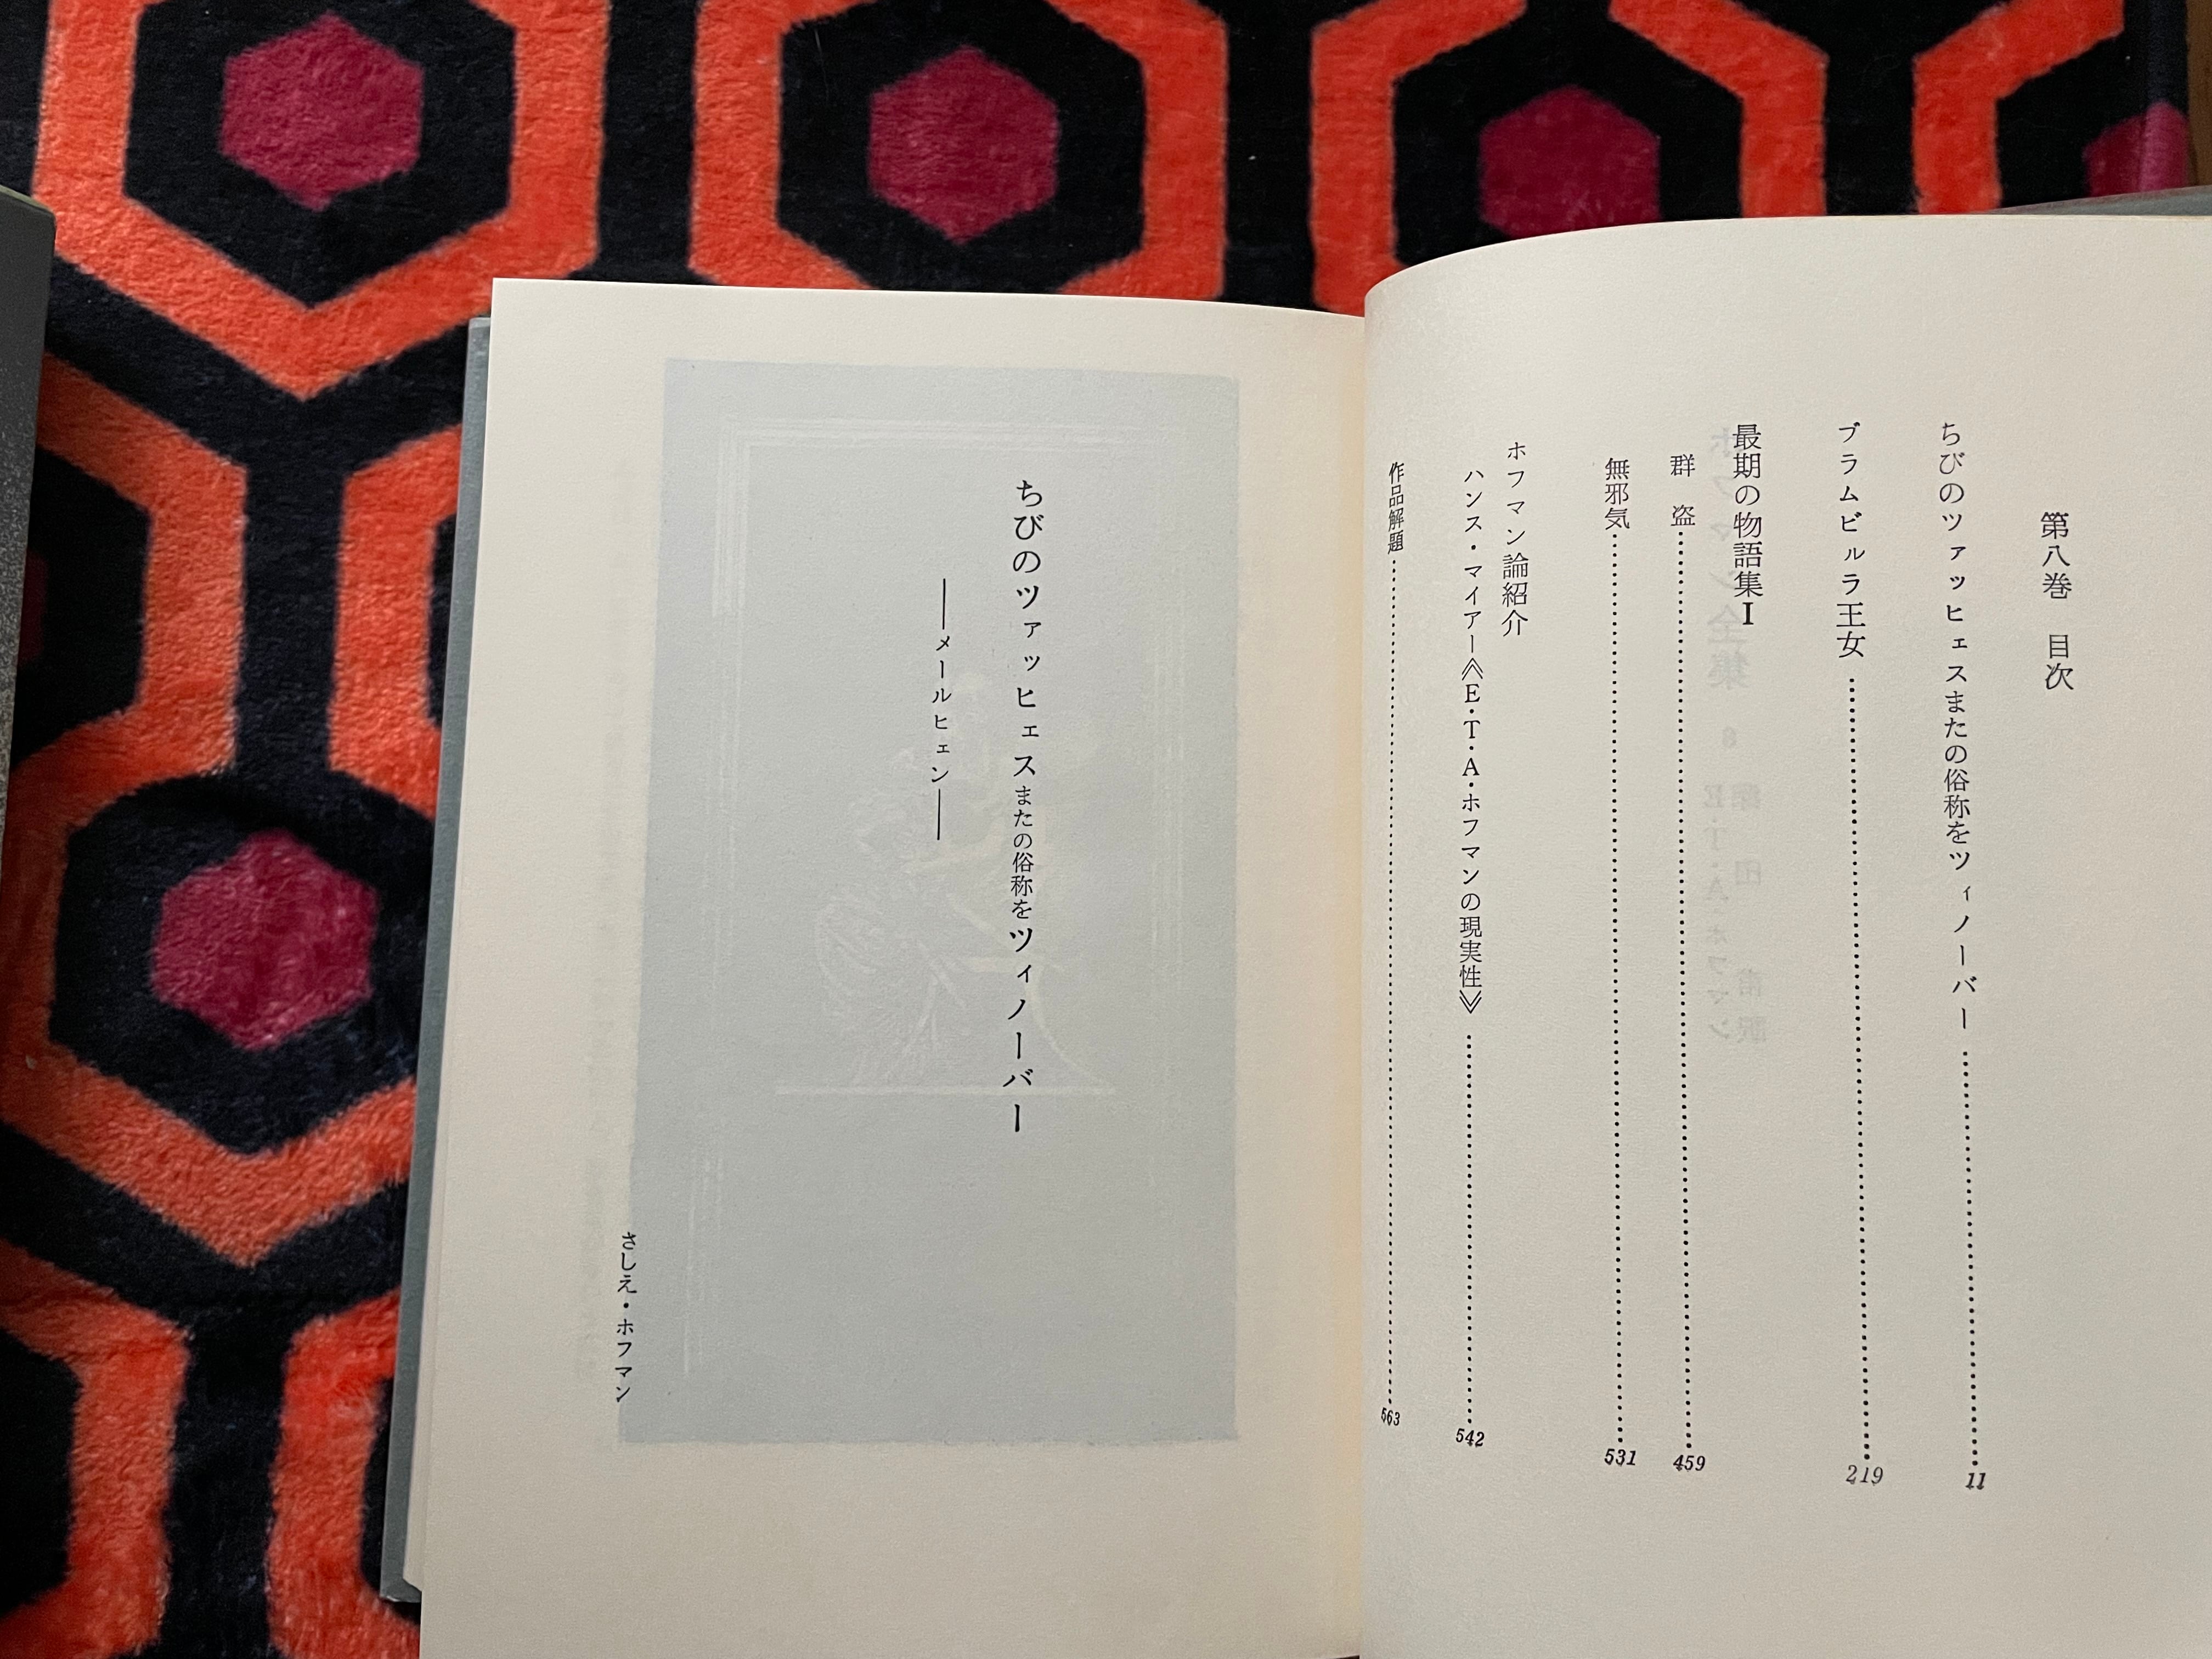 第八巻　目次
ちびのツァッヒェスまたの俗称をツィノーバー……………11
ブラムビルラ王女……………219
最期の物語集Ⅰ
群　盗……………459
無邪気……………531
ホフマン論紹介
ハンス・マイアー《E・T・A・ホフマンの現実性》……………542
作品解題……………563
ちびのツァッヒェスまたの俗称をツィノーバー
——メールヒェン——
さしえ・ホフマン